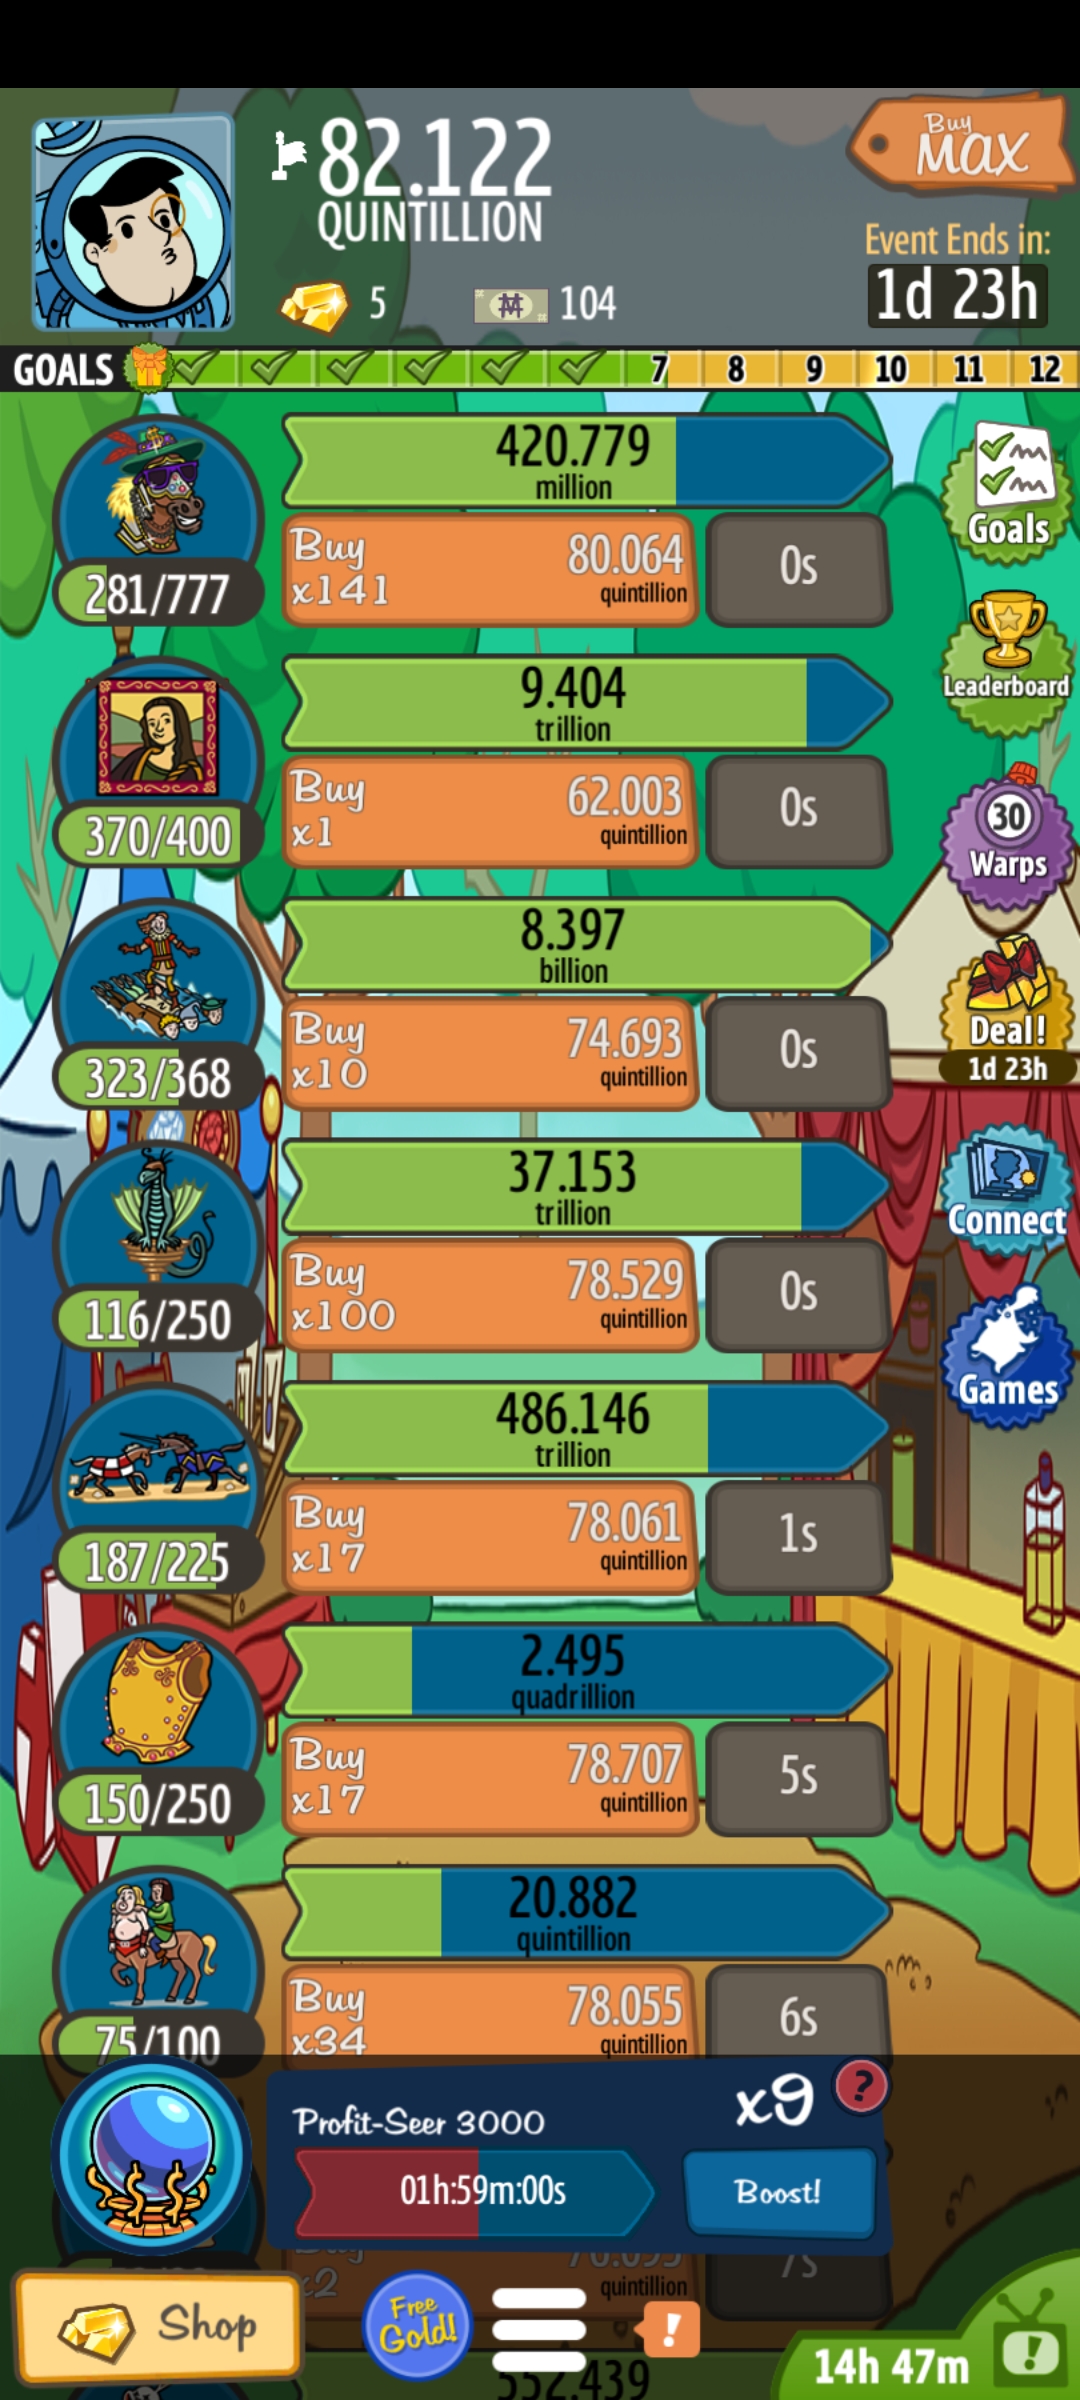 82.122
QUINTILLION
Buy
MAX
5
104
Event Ends in:
1d 23h
GOALS
7 8 9 10 11 12
420.779
million
Buy
x141
80.064
quintillion
0s
281/777
Goals
9.404
trillion
Buy
x1
62.003
quintillion
0s
370/400
Leaderboard
30
Warps
8.397
billion
Buy
x10
74.693
quintillion
0s
323/368
Deal!
1d 23h
37.153
trillion
Buy
x100
78.529
quintillion
0s
116/250
Connect
486.146
trillion
Buy
x17
78.061
quintillion
1s
187/225
Games
2.495
quadrillion
Buy
x17
78.707
quintillion
5s
150/250
20.882
quintillion
Buy
x34
78.055
quintillion
6s
75/100
Profit-Seer 3000
x9
?
01h:59m:00s
Boost!
Buy
x2
quintillion
7s
Shop
Free
Gold!
!
14h 47m
!
552.439